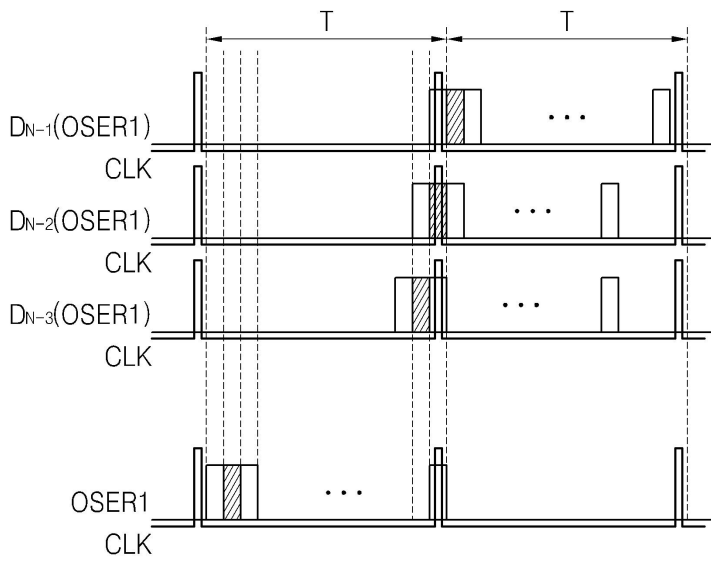 T T
DN-1(OSER1) ...
CLK
DN-2(OSER1) ...
CLK
DN-3(OSER1) ...
CLK
OSER1 ...
CLK